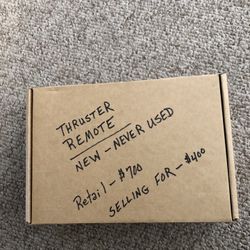 THRUSTER
REMOTE
NEW - NEVER USED
Retail - $700
SELLING FOR - $400